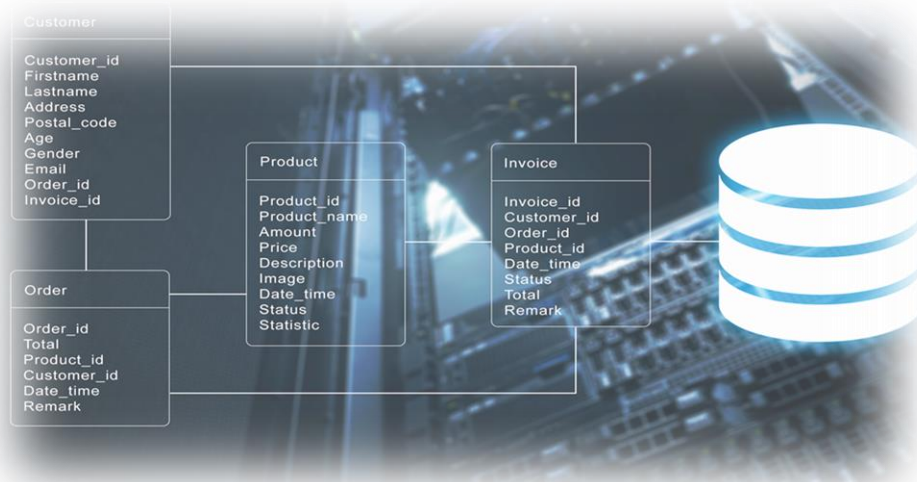 Customer
Customer_id
Firstname
Lastname
Address
Postal_code
Age
Gender
Email
Order_id
Invoice_id
Order
Order_id
Total
Product_id
Customer_id
Date_time
Remark
Product
Product_id
Product_name
Amount
Price
Description
Image
Date_time
Status
Statistic
Invoice
Invoice_id
Customer_id
Order_id
Product_id
Date_time
Status
Total
Remark